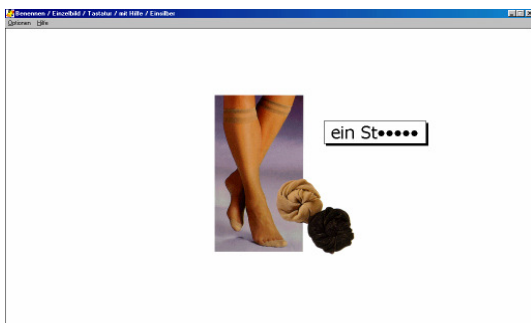 Benennen / Einzelbild / Tastatur / mit Hilfe / Einsilber
Optionen Hilfe
ein St●●●●●